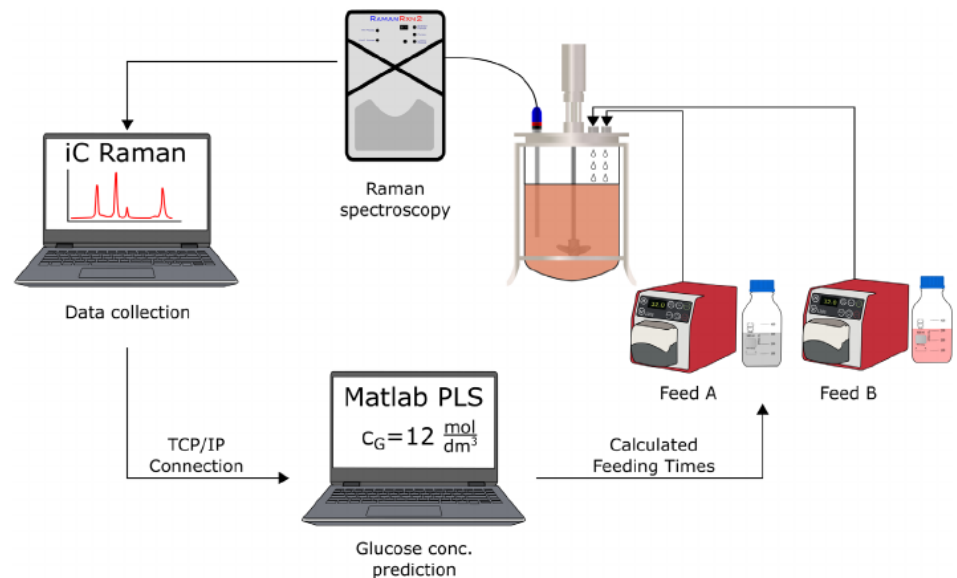 RAMANRXN2
Raman
spectroscopy
iC Raman
Data collection
TCP/IP
Connection
Matlab PLS
cG=12 mol
dm3
Glucose conc.
prediction
Calculated
Feeding Times
Feed A
Feed B